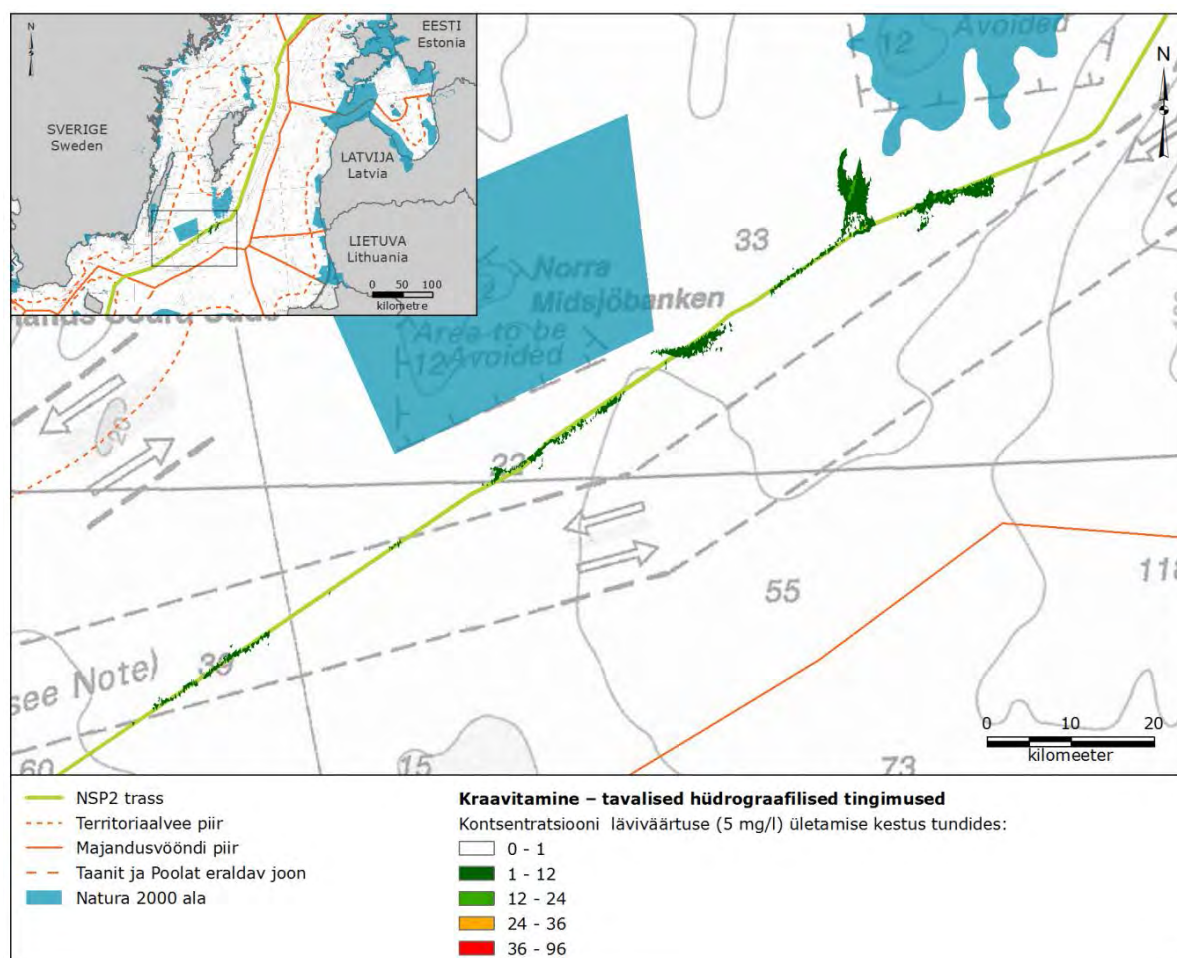 N
EESTI
Estonia
SVERIGE
Sweden
LATVIJA
Latvia
LIETUVA
Lithuania
0 50 100
kilometre
12
Avoided
N
33
Norra
Midsjöbanken
Area to be
12 Avoided
20
22
55
118
39
see Note)
60
15
73
0 10 20
kilomeeter
NSP2 trass
Territoriaalvee piir
Majandusvööndi piir
Taanit ja Poolat eraldav joon
Natura 2000 ala
Kraavitamine – tavalised hüdrograafilised tingimused
Kontsentratsiooni läviväärtuse (5 mg/l) ületamise kestus tundides:
0 - 1
1 - 12
12 - 24
24 - 36
36 - 96